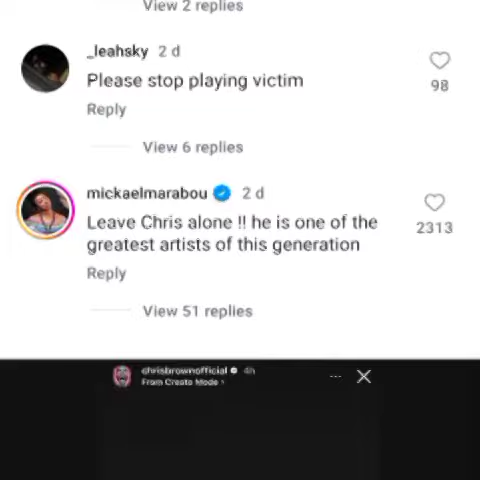 View 2 replies
_leahsky 2 d
Please stop playing victim
98
Reply
View 6 replies
mickaelmarabou 2 d
Leave Chris alone !! he is one of the
2313
greatest artists of this generation
Reply
View 51 replies
chrisbrownofficial 4h
From Create Mode >